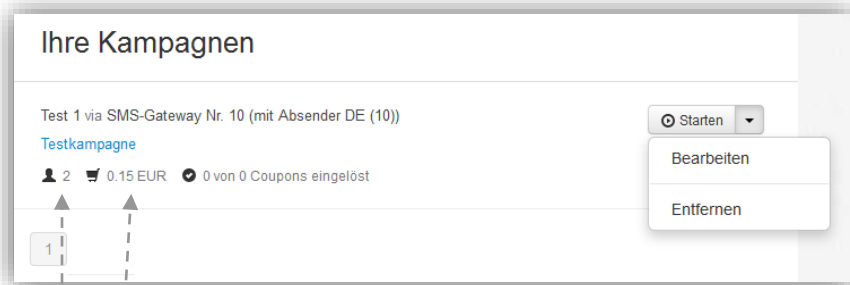 Ihre Kampagnen
Test 1 via SMS-Gateway Nr. 10 (mit Absender DE (10))
Starten
Testkampagne
Bearbeiten
2 0.15 EUR 0 von 0 Coupons eingelöst
Entfernen
1